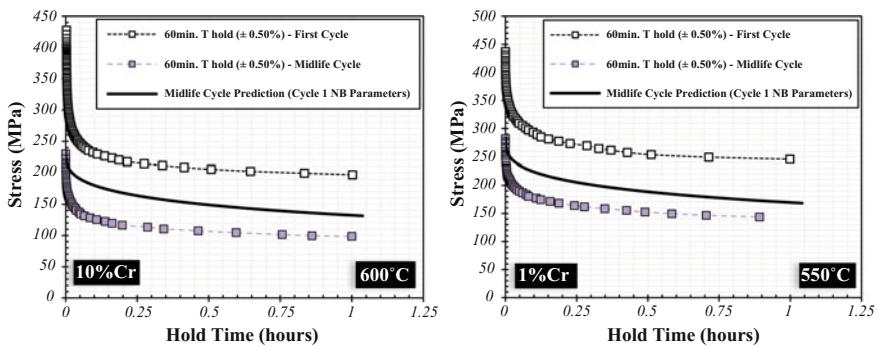 450
400
350
300
250
200
150
100
50
0
Stress (MPa)
60min. T hold (± 0.50%) - First Cycle
60min. T hold (± 0.50%) - Midlife Cycle
Midlife Cycle Prediction (Cycle 1 NB Parameters)
10%Cr
600˚C
0 0.25 0.5 0.75 1 1.25
Hold Time (hours)
500
450
400
350
300
250
200
150
100
50
0
Stress (MPa)
60min. T hold (± 0.50%) - First Cycle
60min. T hold (± 0.50%) - Midlife Cycle
Midlife Cycle Prediction (Cycle 1 NB Parameters)
1%Cr
550˚C
0 0.25 0.5 0.75 1 1.25
Hold Time (hours)